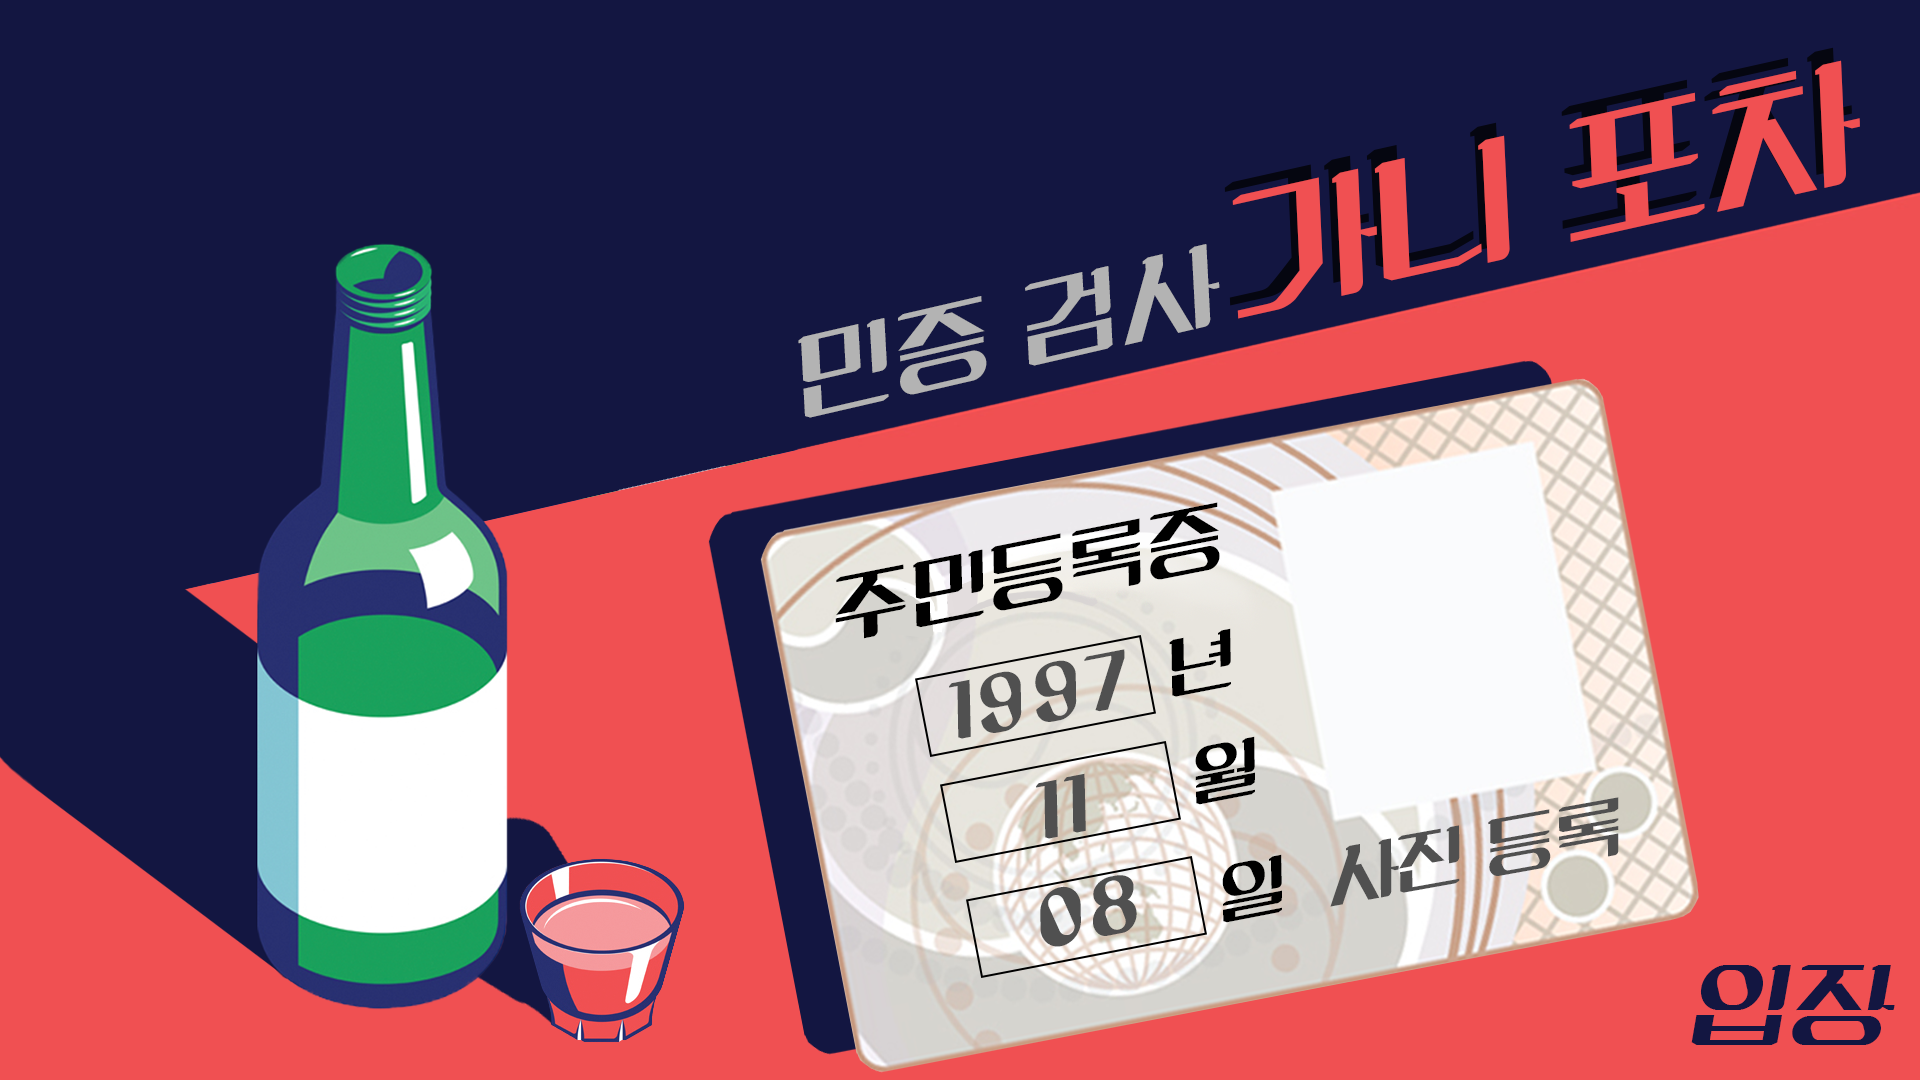 민증 검사 개니 포차
주민등록증
1997 년
11 월
08 일
사진 등록
입장